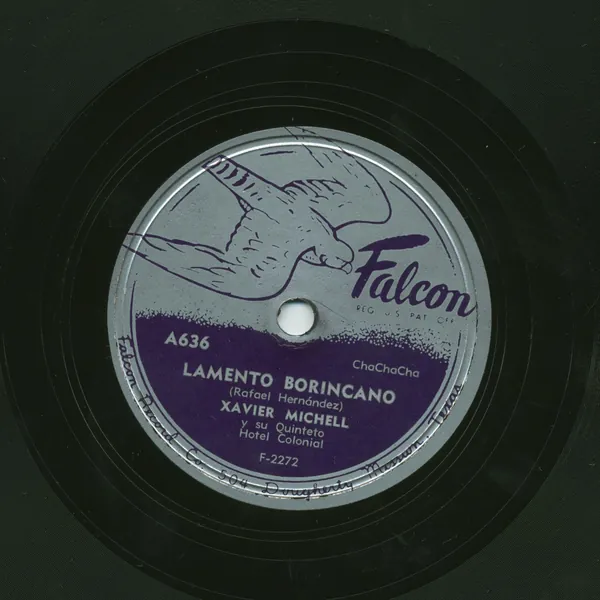 Falcon
REG. U.S. PAT. OFF.
A636
ChaChaCha
LAMENTO BORINCANO
(Rafael Hernández)
XAVIER MICHELL
y su Quinteto
Hotel Colonial
F-2272
Falcon Record Co. 504 Dougherty Mission, Texas